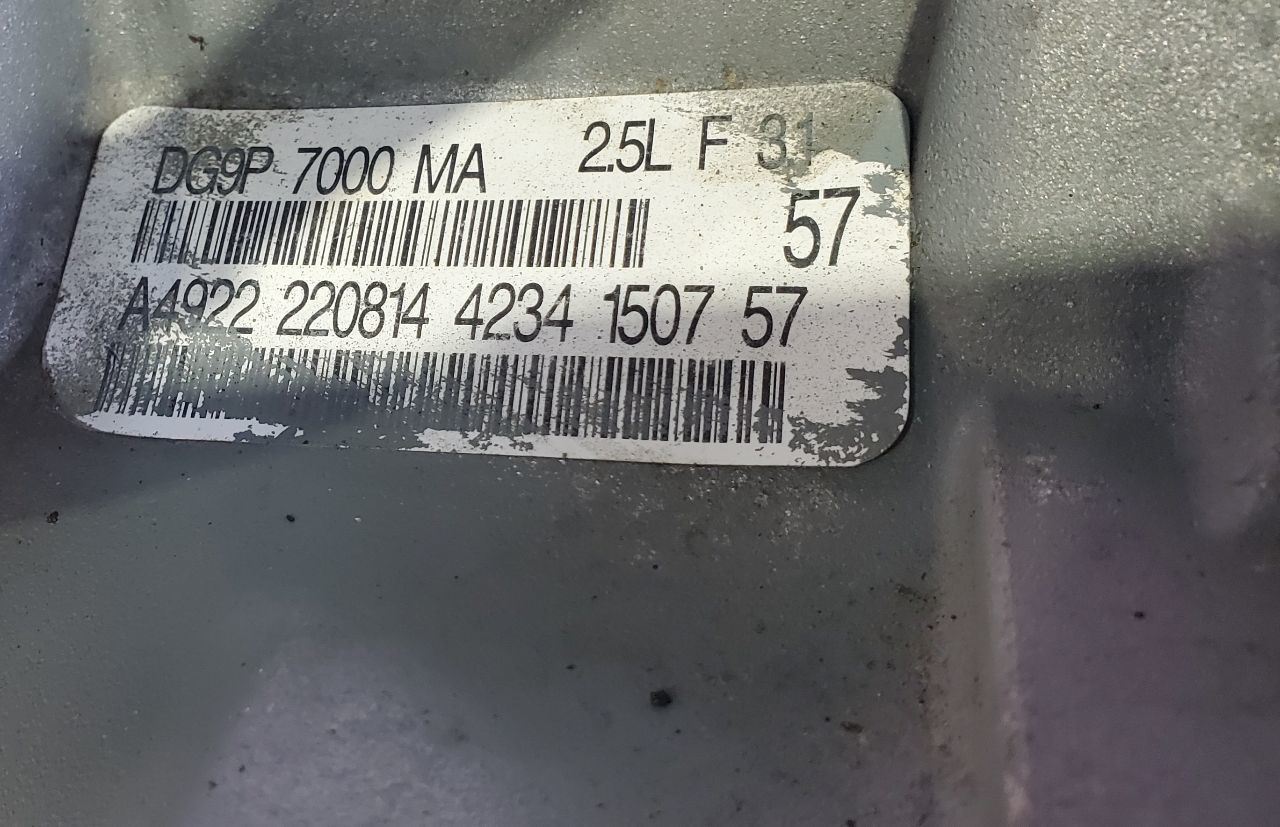 DG9P 7000 MA 2.5L F 31
57
A4922 220814 4234 1507 57